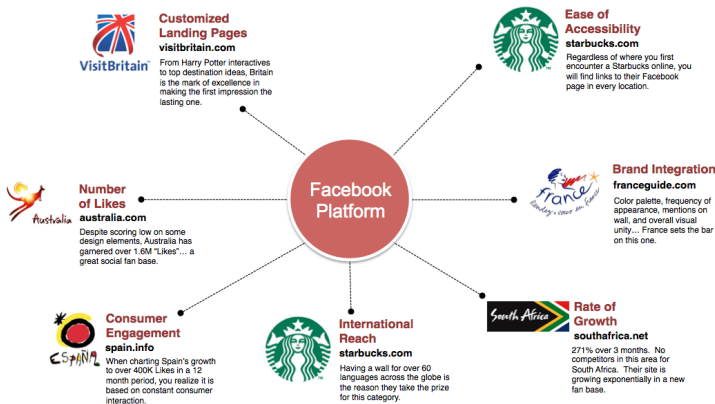 Customized
Landing Pages
visitbritain.com
From Harry Potter interactives
to top destination ideas, Britain
is the mark of excellence in
making the first impression the
lasting one.
VisitBritain
Ease of
Accessibility
starbucks.com
Regardless of where you first
encounter a Starbucks online, you
will find links to their Facebook
page in every location.
Number
of Likes
australia.com
Despite scoring low on some
design elements, Australia has
garnered over 1.6M "Likes"… a
great social fan base.
Australia
Facebook
Platform
Brand Integration
franceguide.com
Color palette, frequency of
appearance, mentions on
wall, and overall visual
unity… France sets the bar
on this one.
france
Rendez-vous en france
Consumer
Engagement
spain.info
When charting Spain's growth
to over 400K Likes in a 12
month period, you realize it is
based on constant consumer
interaction.
ESPAÑA
International
Reach
starbucks.com
Having a wall for over 60
languages across the globe is
the reason they take the prize
for this category.
South Africa
Rate of
Growth
southafrica.net
271% over 3 months.  No
competitors in this area for
South Africa.  Their site is
growing exponentially in a new
fan base.